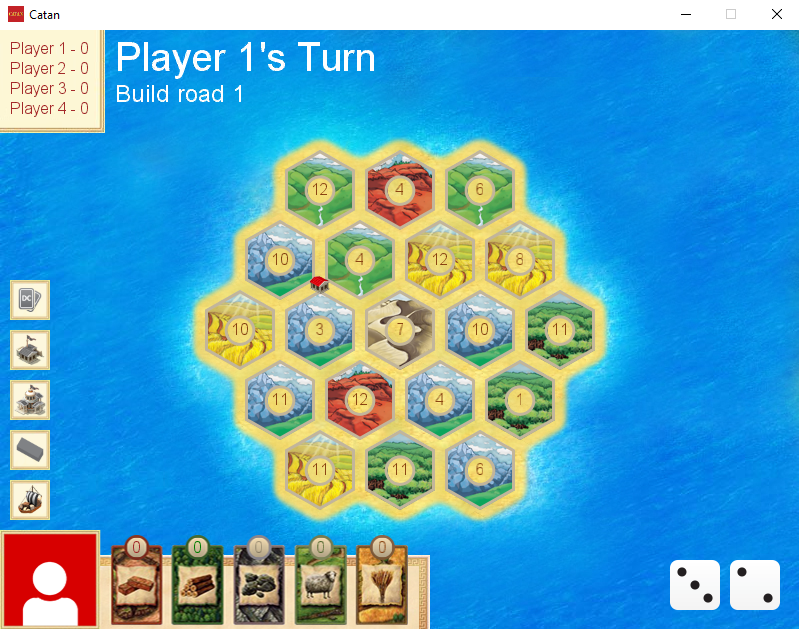 Catan
Player 1 - 0
Player 2 - 0
Player 3 - 0
Player 4 - 0
Player 1's Turn
Build road 1
12 4 6
10 4 12 8
10 3 7 10 11
11 12 4 1
11 11 6
DC
0 0 0 0 0